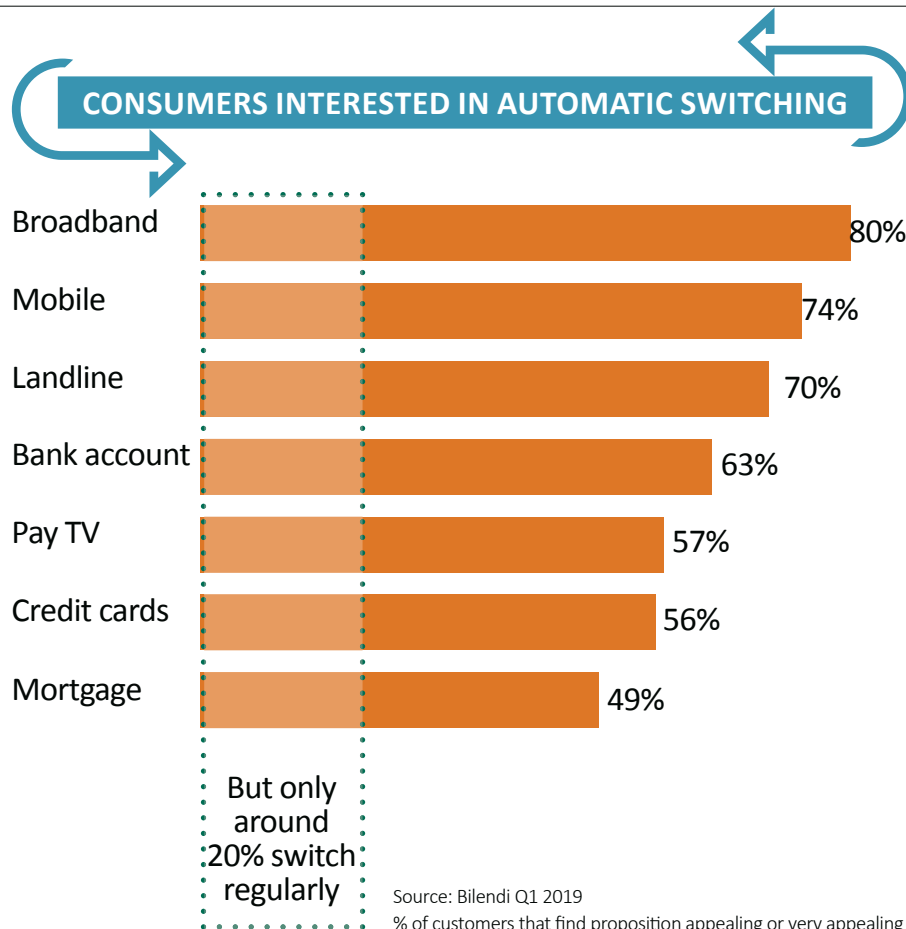 CONSUMERS INTERESTED IN AUTOMATIC SWITCHING
Broadband 80%
Mobile 74%
Landline 70%
Bank account 63%
Pay TV 57%
Credit cards 56%
Mortgage 49%
But only
around
20% switch
regularly
Source: Bilendi Q1 2019
% of customers that find proposition appealing or very appealing